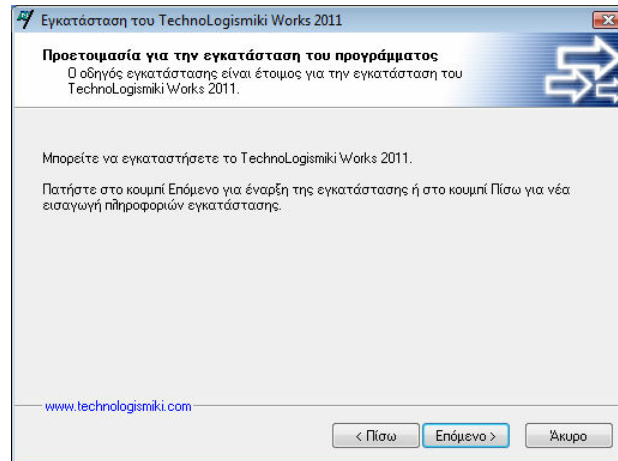 Εγκατάσταση του TechnoLogismiki Works 2011
Προετοιμασία για την εγκατάσταση του προγράμματος
Ο οδηγός εγκατάστασης είναι έτοιμος για την εγκατάσταση του
TechnoLogismiki Works 2011.
Μπορείτε να εγκαταστήσετε το TechnoLogismiki Works 2011.
Πατήστε στο κουμπί Επόμενο για έναρξη της εγκατάστασης ή στο κουμπί Πίσω για νέα
εισαγωγή πληροφοριών εγκατάστασης.
www.technologismiki.com
< Πίσω Επόμενο > Άκυρο